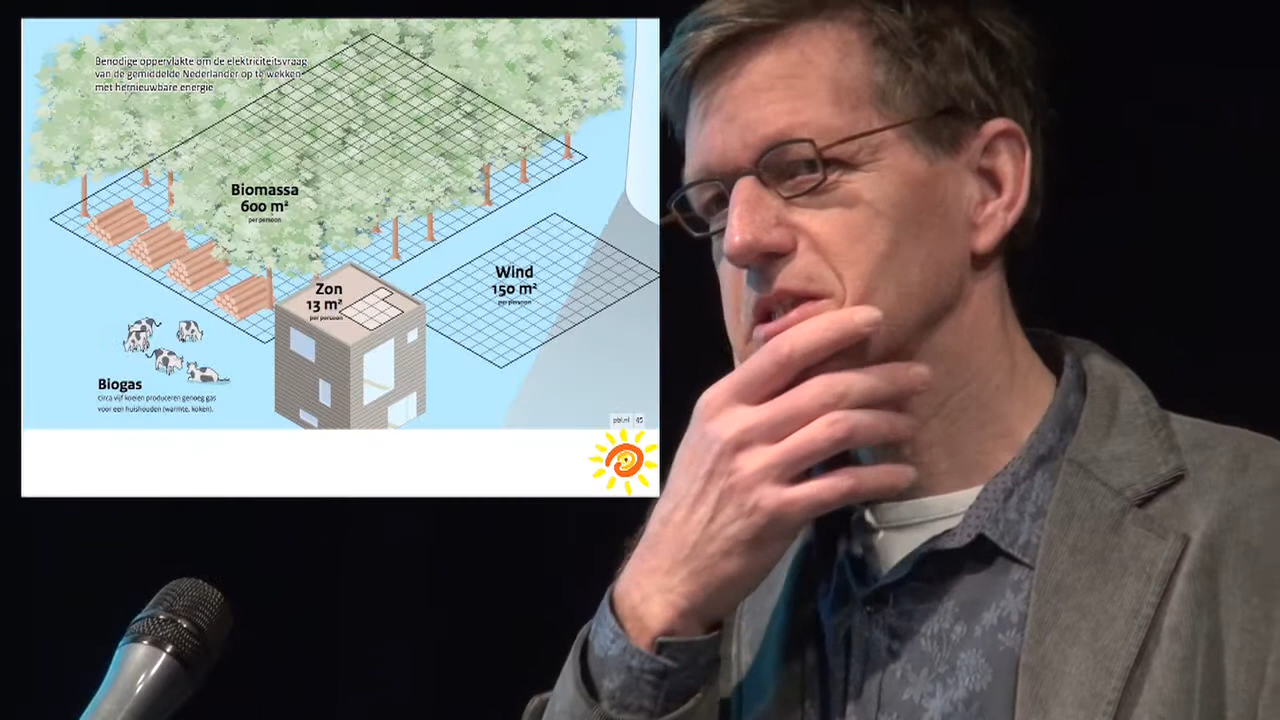 Benodigde oppervlakte om de elektriciteitsvraag
van de gemiddelde Nederlander op te wekken
met hernieuwbare energie
Biomassa
600 m²
per persoon
Wind
150 m²
per persoon
Zon
13 m²
per persoon
Biogas
Circa vijf koeien produceren genoeg gas
voor een huishouden (warmte, koken).
pbl.nl 45